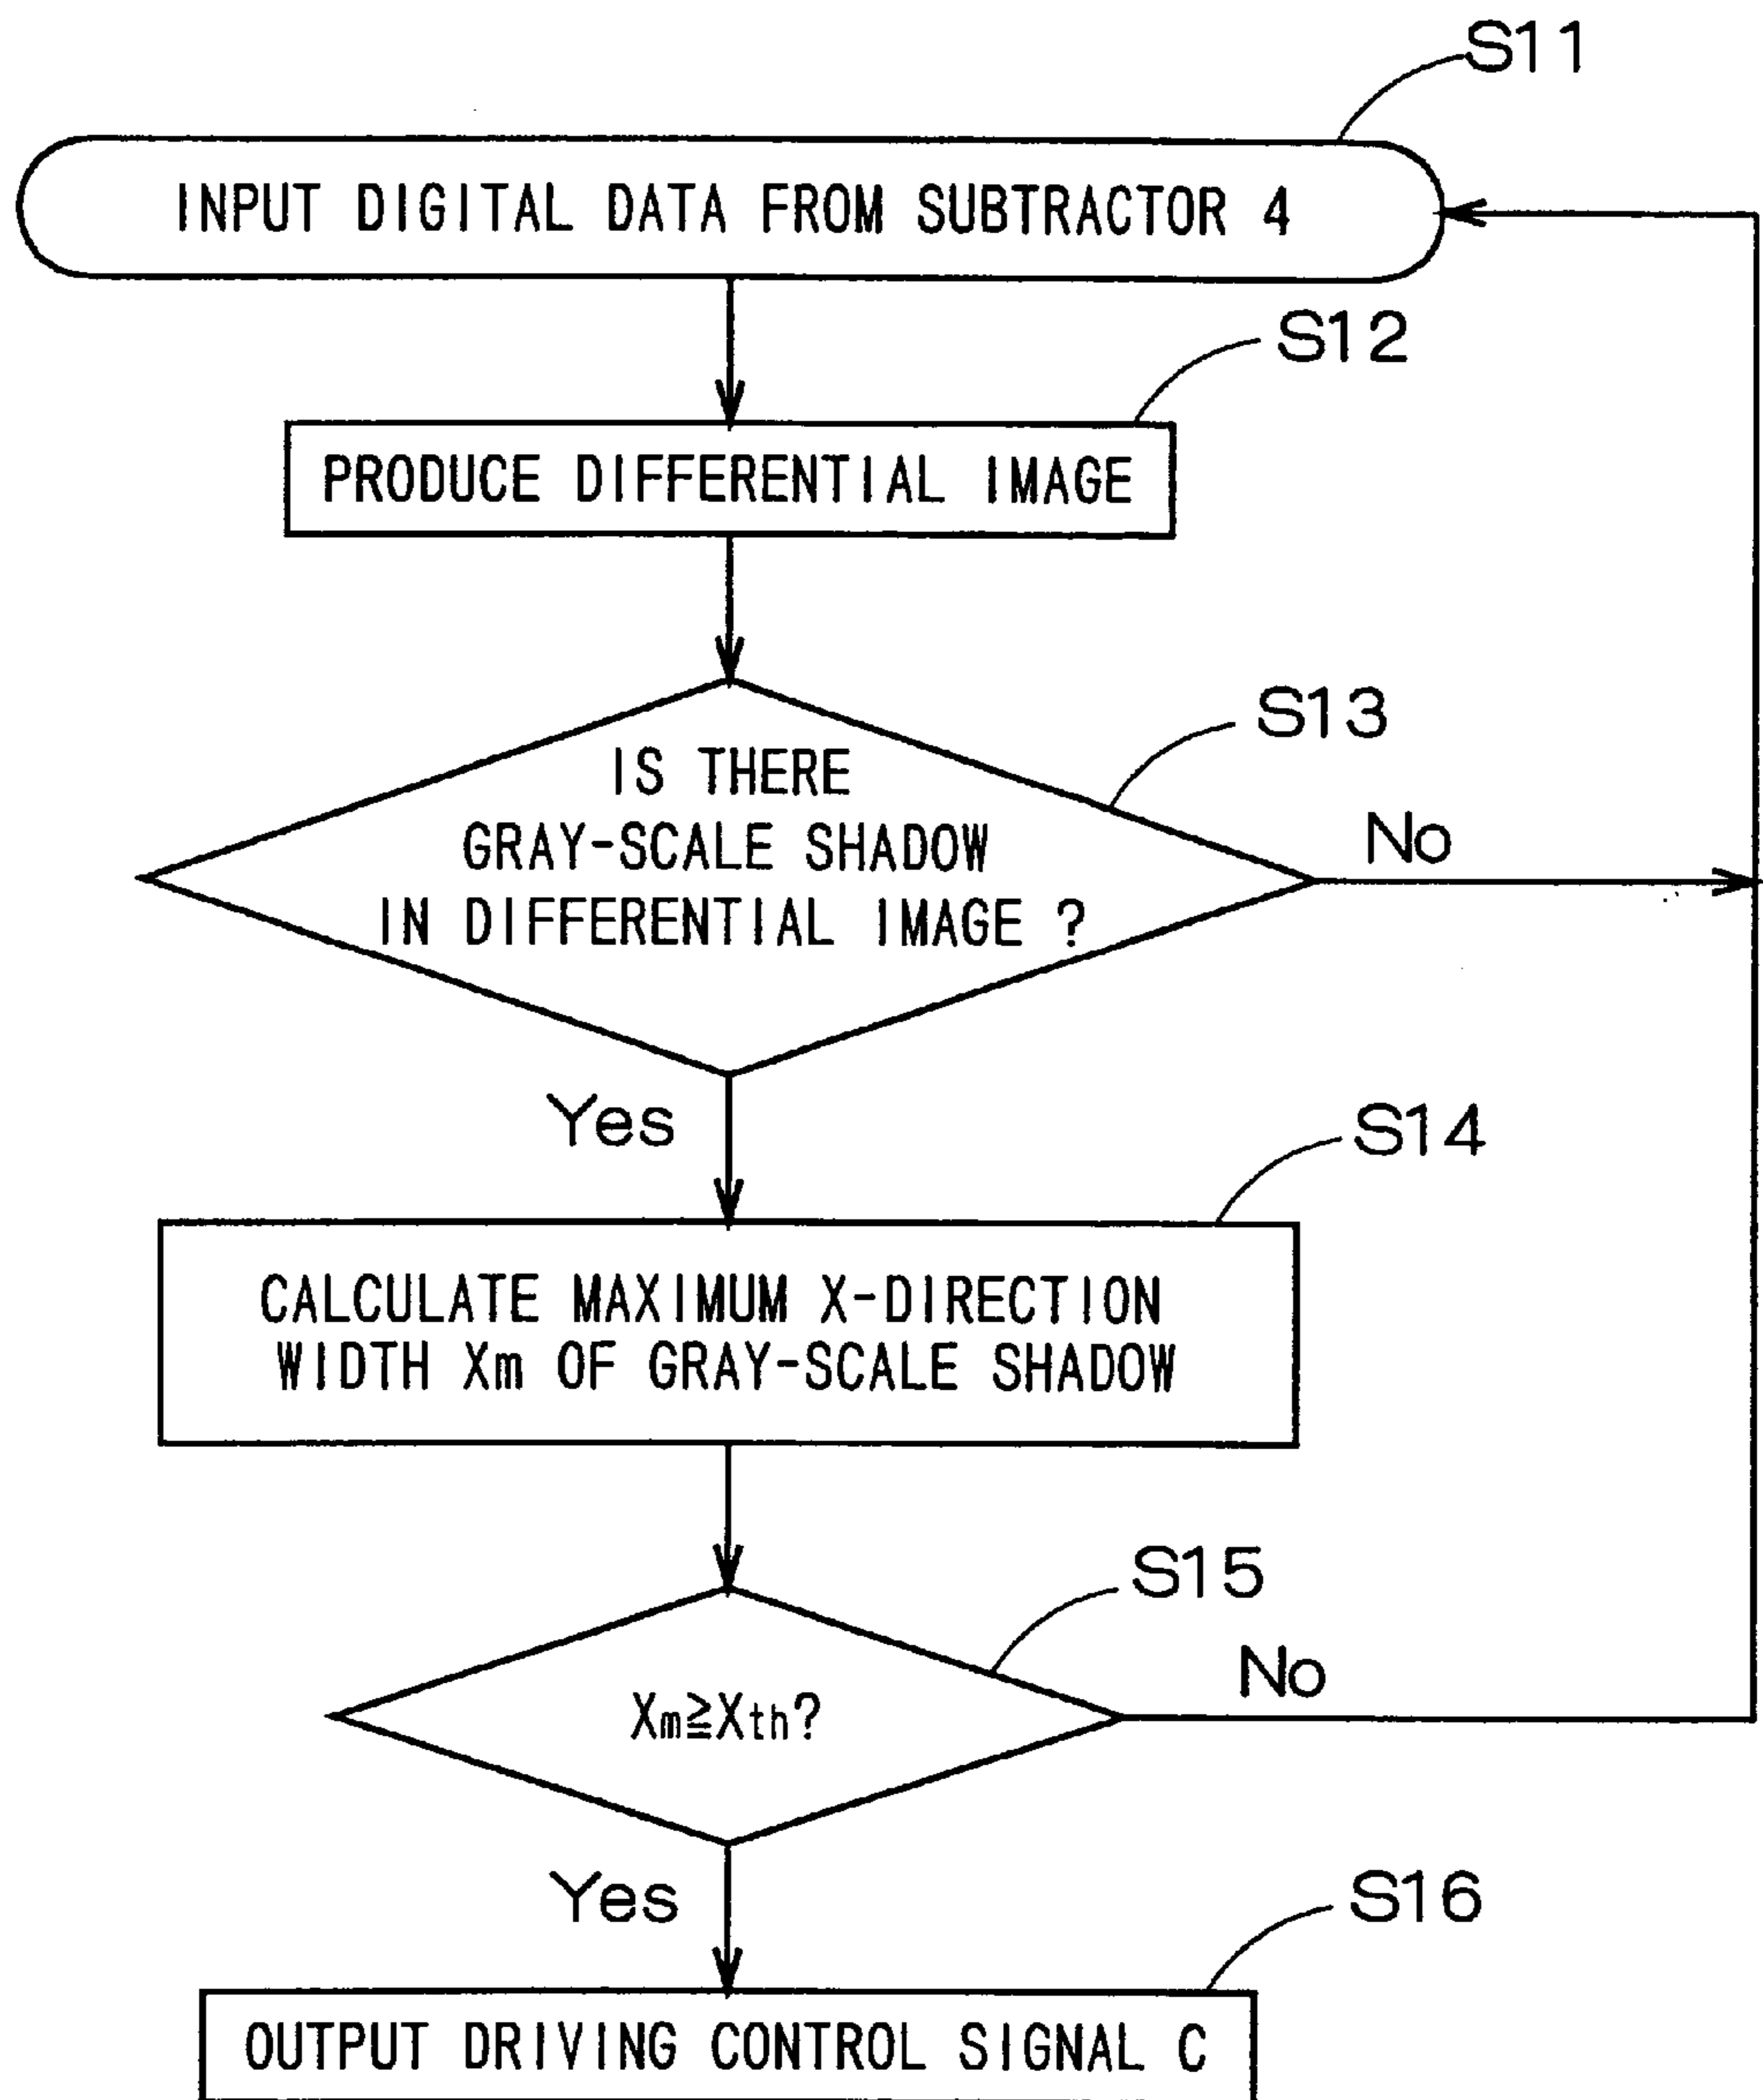 S11
INPUT DIGITAL DATA FROM SUBTRACTOR 4
S12
PRODUCE DIFFERENTIAL IMAGE
S13
IS THERE
GRAY-SCALE SHADOW
IN DIFFERENTIAL IMAGE ?
No
Yes
S14
CALCULATE MAXIMUM X-DIRECTION
WIDTH Xm OF GRAY-SCALE SHADOW
S15
Xm≧Xth?
No
Yes
S16
OUTPUT DRIVING CONTROL SIGNAL C